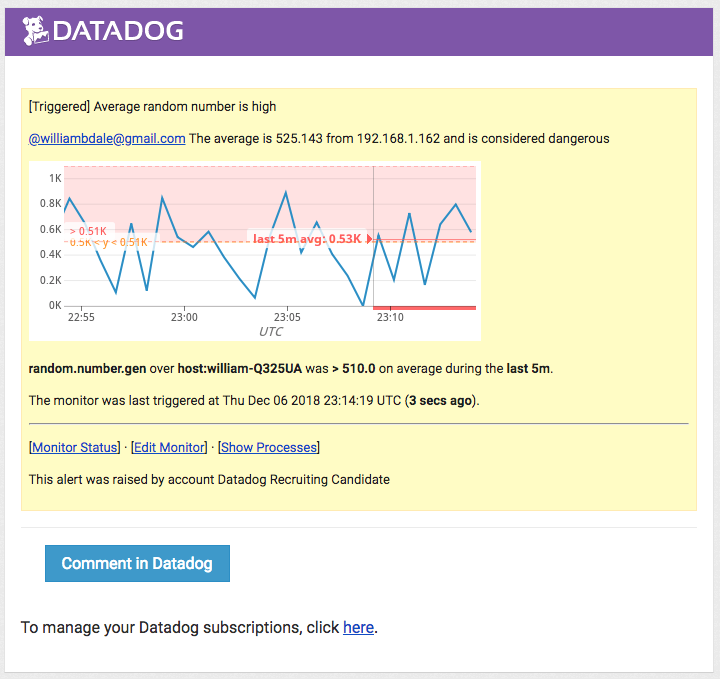 DATADOG
[Triggered] Average random number is high
@williambdale@gmail.com The average is 525.143 from 192.168.1.162 and is considered dangerous
1K
0.8K
0.6K
> 0.51K
last 5m avg: 0.53K
0.5K < y < 0.51K
0.4K
0.2K
0K
22:55 23:00 23:05 23:10
UTC
random.number.gen over host:william-Q325UA was > 510.0 on average during the last 5m.
The monitor was last triggered at Thu Dec 06 2018 23:14:19 UTC (3 secs ago).
[Monitor Status] · [Edit Monitor] · [Show Processes]
This alert was raised by account Datadog Recruiting Candidate
Comment in Datadog
To manage your Datadog subscriptions, click here.